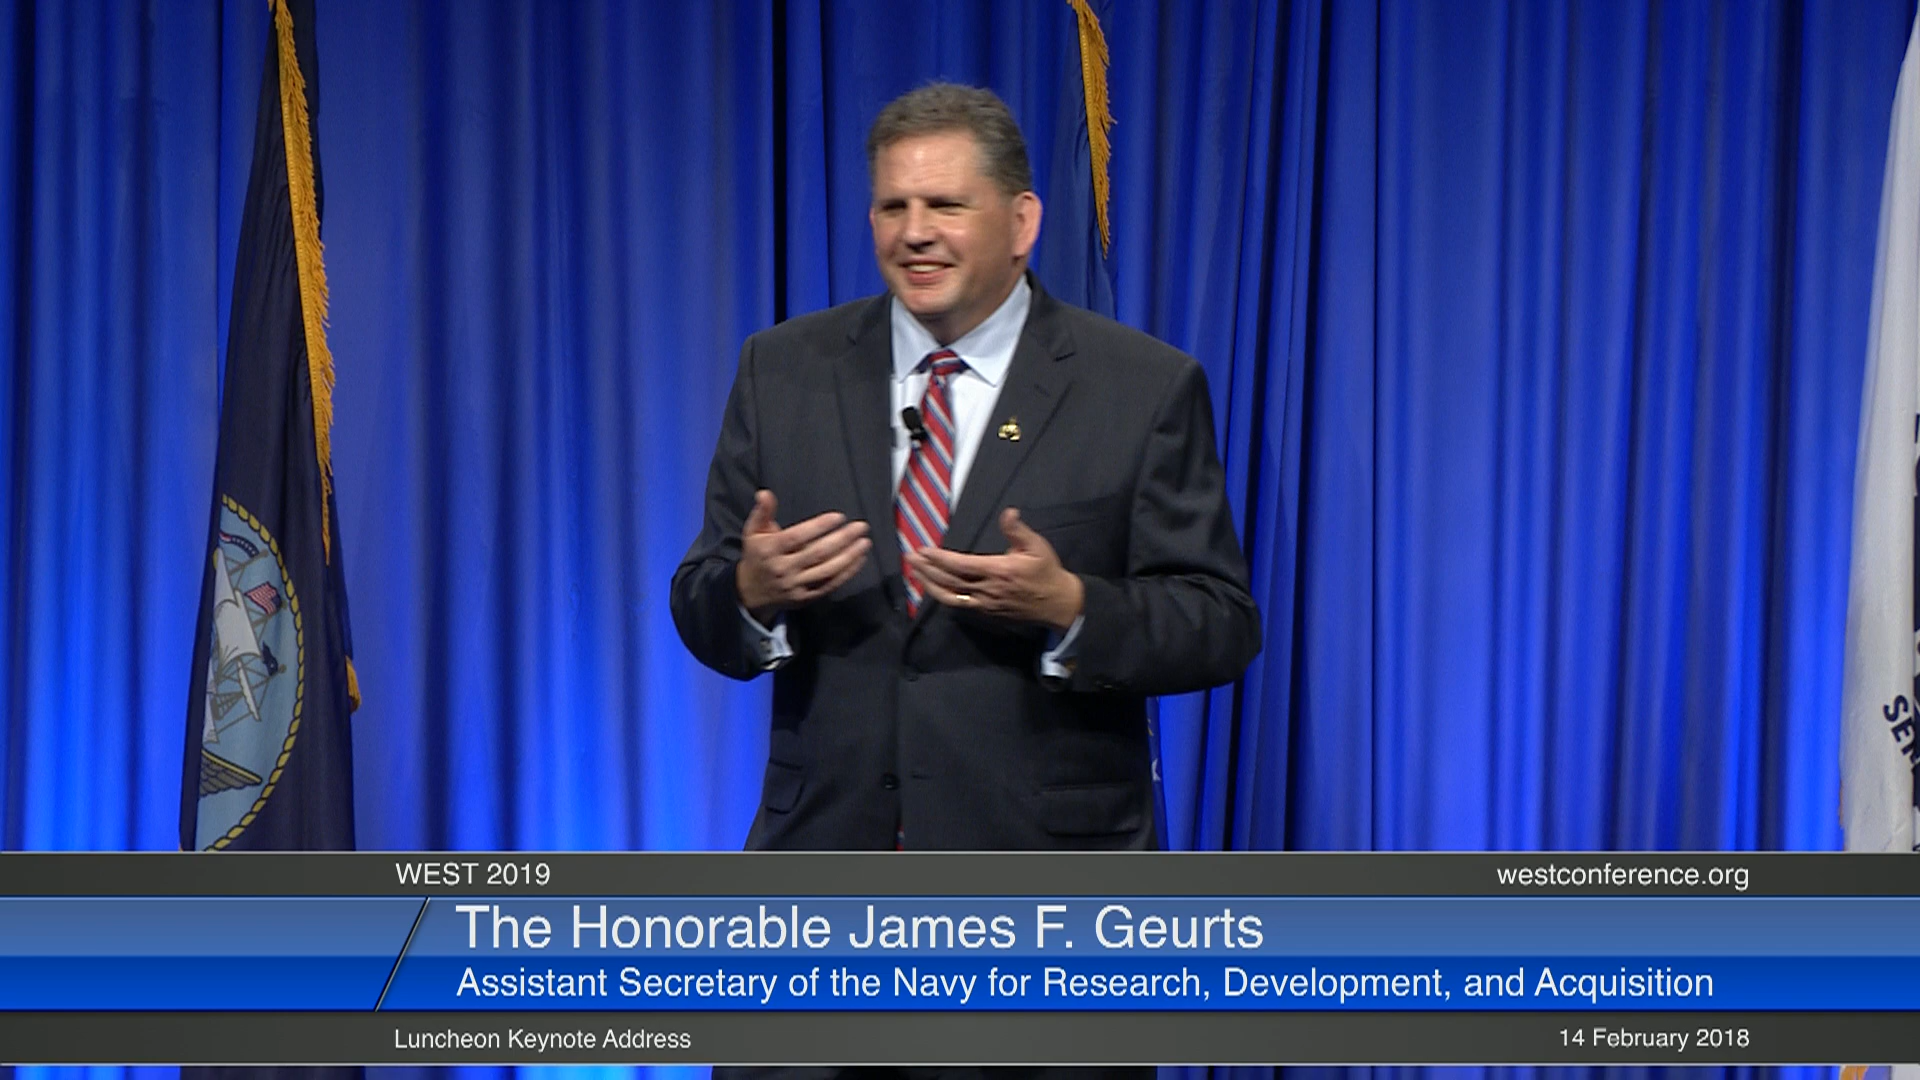 WEST 2019
westconference.org
The Honorable James F. Geurts
Assistant Secretary of the Navy for Research, Development, and Acquisition
Luncheon Keynote Address
14 February 2018